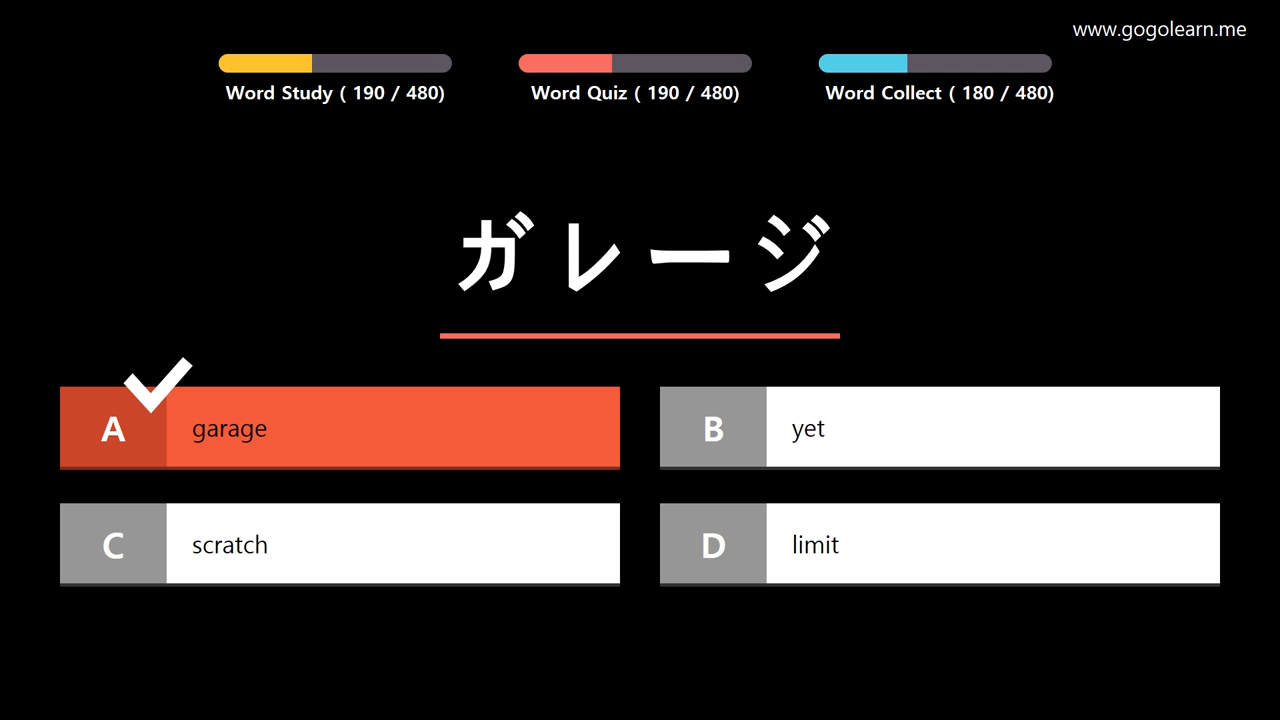 www.gogolearn.me
Word Study ( 190 / 480)
Word Quiz ( 190 / 480)
Word Collect ( 180 / 480)
ガレージ
A garage
B yet
C scratch
D limit